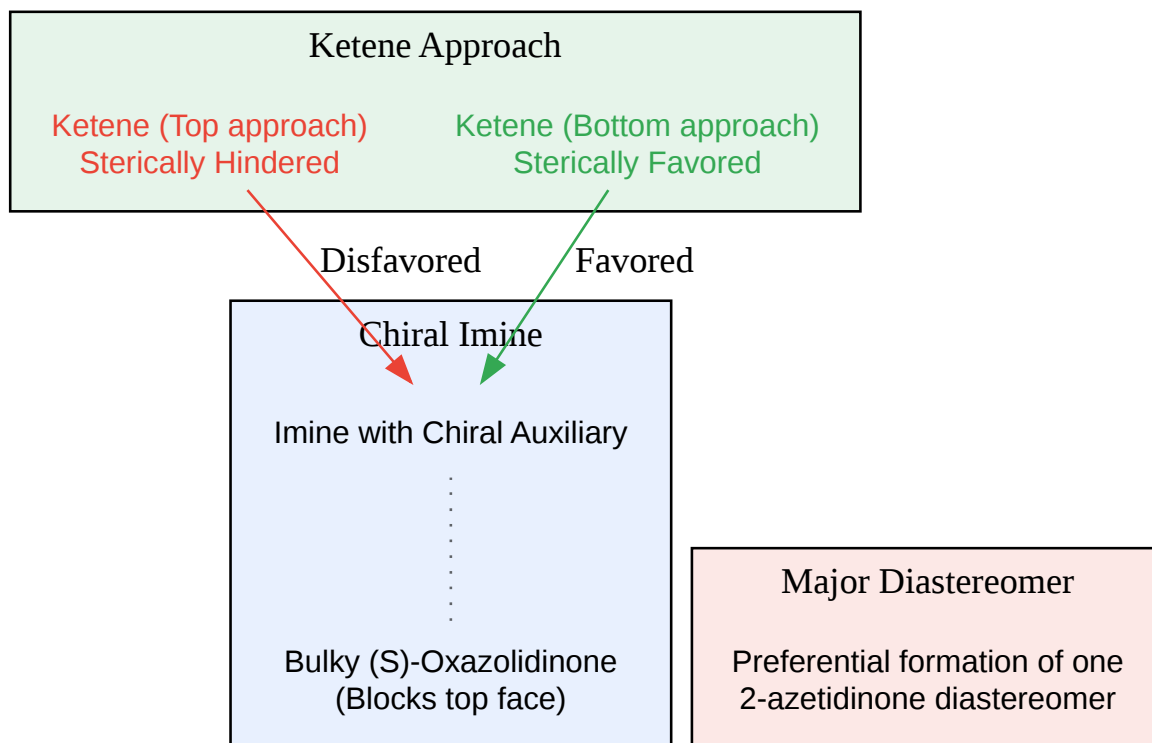 Ketene Approach
Ketene (Top approach)
Sterically Hindered
Ketene (Bottom approach)
Sterically Favored
Disfavored
Favored
Chiral Imine
Imine with Chiral Auxiliary
Bulky (S)-Oxazolidinone
(Blocks top face)
Major Diastereomer
Preferential formation of one
2-azetidinone diastereomer